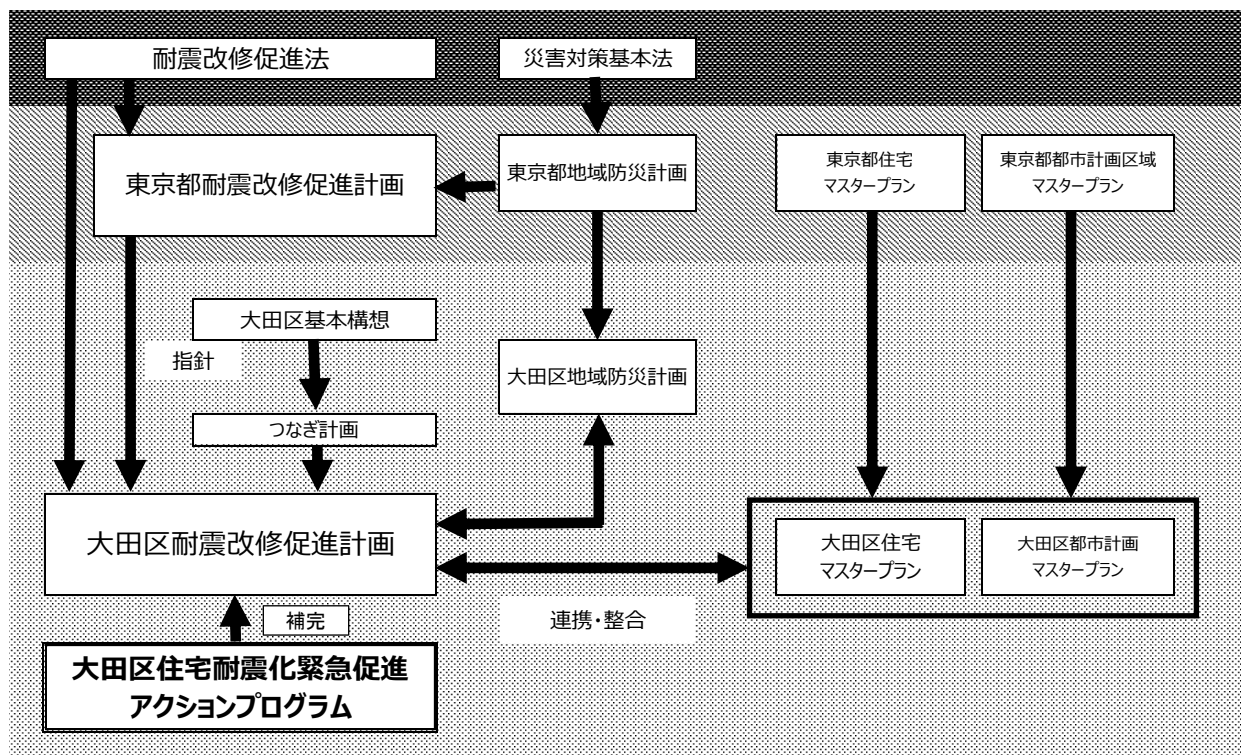 耐震改修促進法
災害対策基本法
東京都耐震改修促進計画
東京都地域防災計画
東京都住宅
マスタープラン
東京都都市計画区域
マスタープラン
大田区基本構想
指針
大田区地域防災計画
つなぎ計画
大田区耐震改修促進計画
大田区住宅
マスタープラン
大田区都市計画
マスタープラン
補完
連携・整合
大田区住宅耐震化緊急促進
アクションプログラム